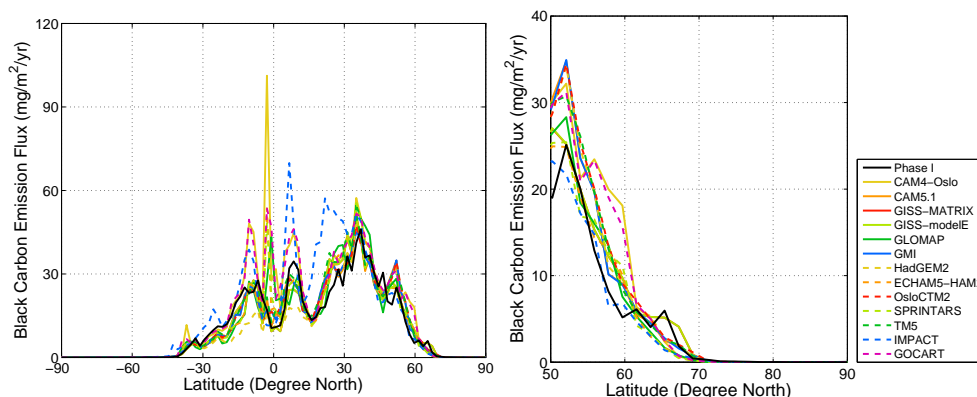 120
90
60
30
0
−90
−60
−30
0
30
60
90
Black Carbon Emission Flux (mg/m²/yr)
Latitude (Degree North)
40
30
20
10
0
50
60
70
80
90
Black Carbon Emission Flux (mg/m²/yr)
Latitude (Degree North)
Phase I
CAM4−Oslo
CAM5.1
GISS−MATRIX
GISS−modelE
GLOMAP
GMI
HadGEM2
ECHAM5−HAM
OsloCTM2
SPRINTARS
TM5
IMPACT
GOCART